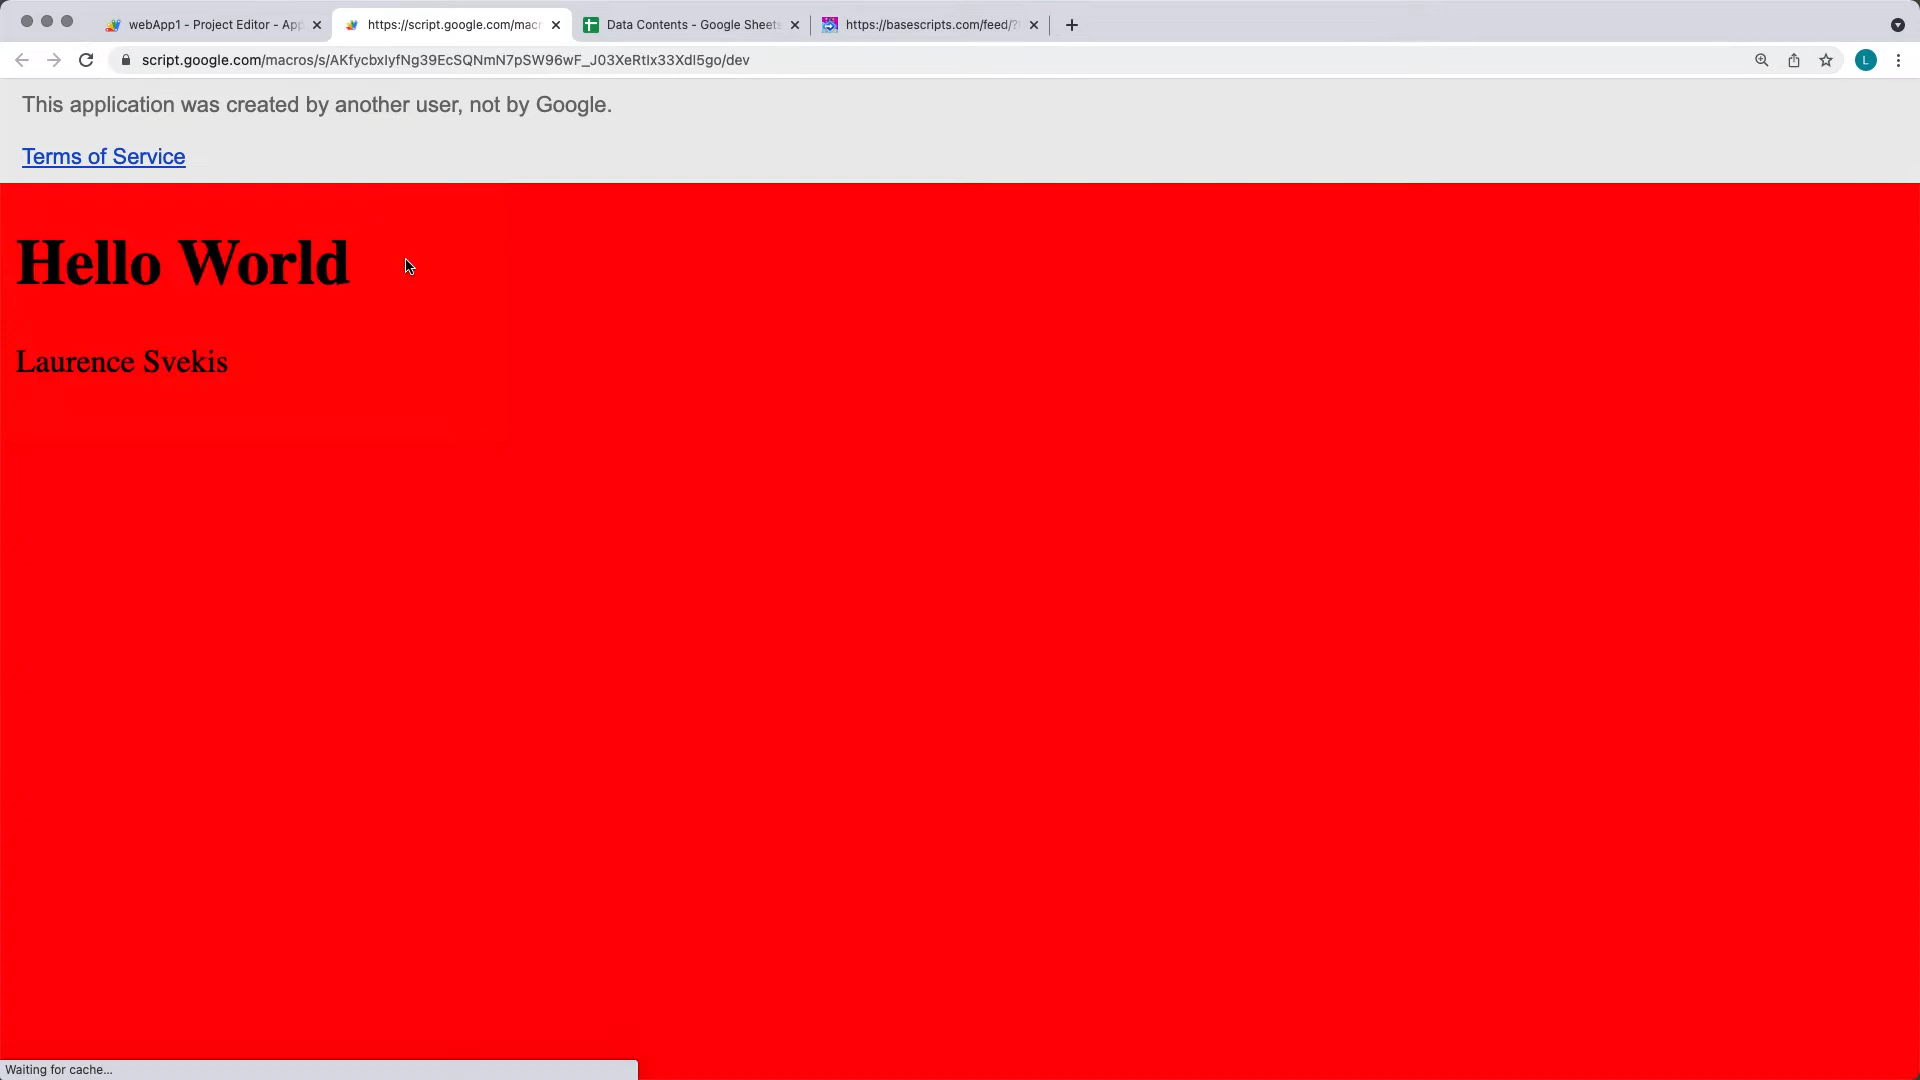 webApp1 - Project Editor - App
https://script.google.com/mac
Data Contents - Google Sheets
https://basescripts.com/feed/?
script.google.com/macros/s/AKfycbxIyfNg39EcSQNmN7pSW96wF_J03XeRtIx33XdI5go/dev
L
This application was created by another user, not by Google.
Terms of Service
Hello World
Laurence Svekis
Waiting for cache...